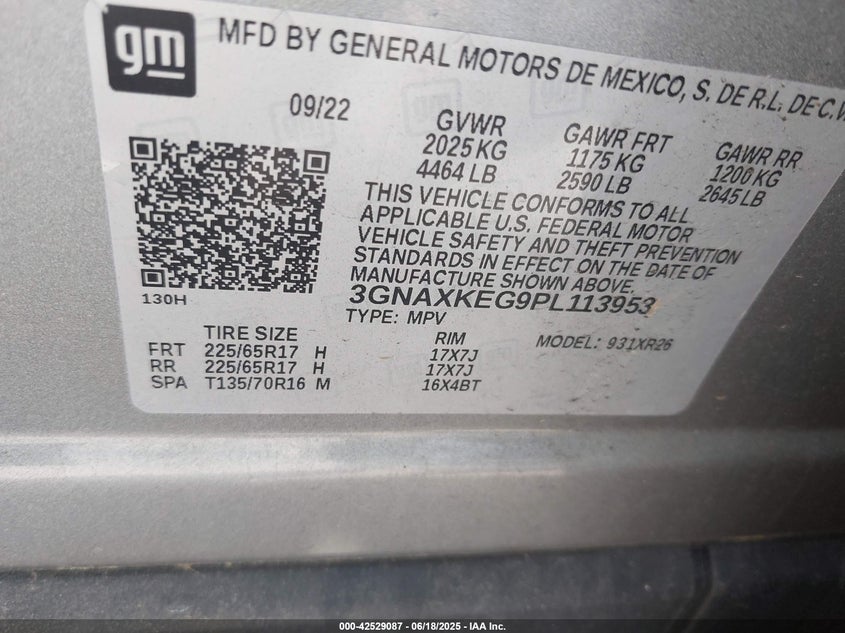 gm
MFD BY GENERAL MOTORS DE MEXICO, S. DE R.L. DE C.V.
09/22
GVWR
2025 KG
4464 LB
GAWR FRT
1175 KG
2590 LB
GAWR RR
1200 KG
2645 LB
THIS VEHICLE CONFORMS TO ALL
APPLICABLE U.S. FEDERAL MOTOR
VEHICLE SAFETY AND THEFT PREVENTION
STANDARDS IN EFFECT ON THE DATE OF
MANUFACTURE SHOWN ABOVE.
130H
3GNAXKEG9PL113953
TYPE: MPV
TIRE SIZE
RIM
MODEL: 931XR26
FRT 225/65R17 H 17X7J
RR 225/65R17 H 17X7J
SPA T135/70R16 M 16X4BT
000-42529087 - 06/18/2025 - IAA Inc.